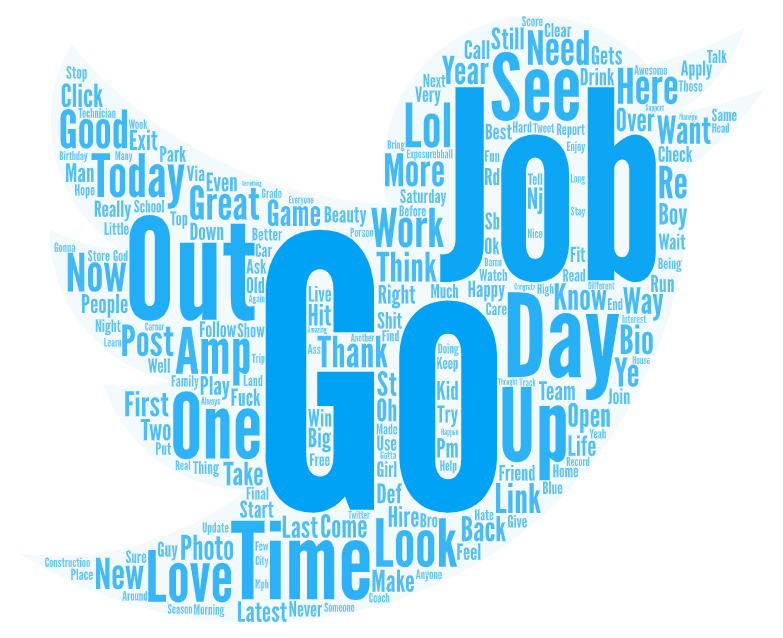 Score
Clear
Still
Call
Need
Gets
Talk
Year
See
Drink
Awesome
Apply
Stop
Next
Here
These
Click
Very
Job
Support
Technician
Lol
Over
Manage
Same
Good
Week
Best
Hard
Tweet
Report
Want
Head
Exit
Bring
Enjoy
Birthday
Many
Park
Fun
Check
Man
Today
Via
More
Rd
Tell
Long
Re
Hope
Even
Something
Saturday
Nj
Great
Grado
Everyone
Really
School
Game
Beauty
Before
Stay
Boy
Little
Top
Down
Person
Work
Sb
Nice
Wait
Gonna
Out
Better
Go
Ok
Fit
Store
God
Car
Think
Damn
Being
Now
Ask
Watch
Read
People
Old
Live
Right
Much
Happy
Congrats
High
Know
Different
End
Way
Run
Again
Hit
Care
Day
Night
Career
Follow
Show
Amazing
Shit
Interest
Learn
Post
Amp
Another
Find
Bio
Ass
Thank
Doing
House
Well
Trip
Keep
Ye
Family
Play
Land
St
Thought
Track
First
Always
Fuck
Kid
Up
Team
Join
One
Oh
Two
Win
Try
Open
Put
Big
Made
Happen
Yeah
Use
Pm
Life
Free
Gotta
Real
Thing
Take
Girl
Help
Record
Friend
Home
Final
Def
Link
Blue
Start
Twitter
Hire
Bro
Hate
Give
Update
Time
Last
Come
Look
Back
Guy
Photo
Few
Feel
Sure
City
Construction
Place
New
Love
Mph
Make
Anyone
Around
Coach
Season
Morning
Latest
Never
Someone